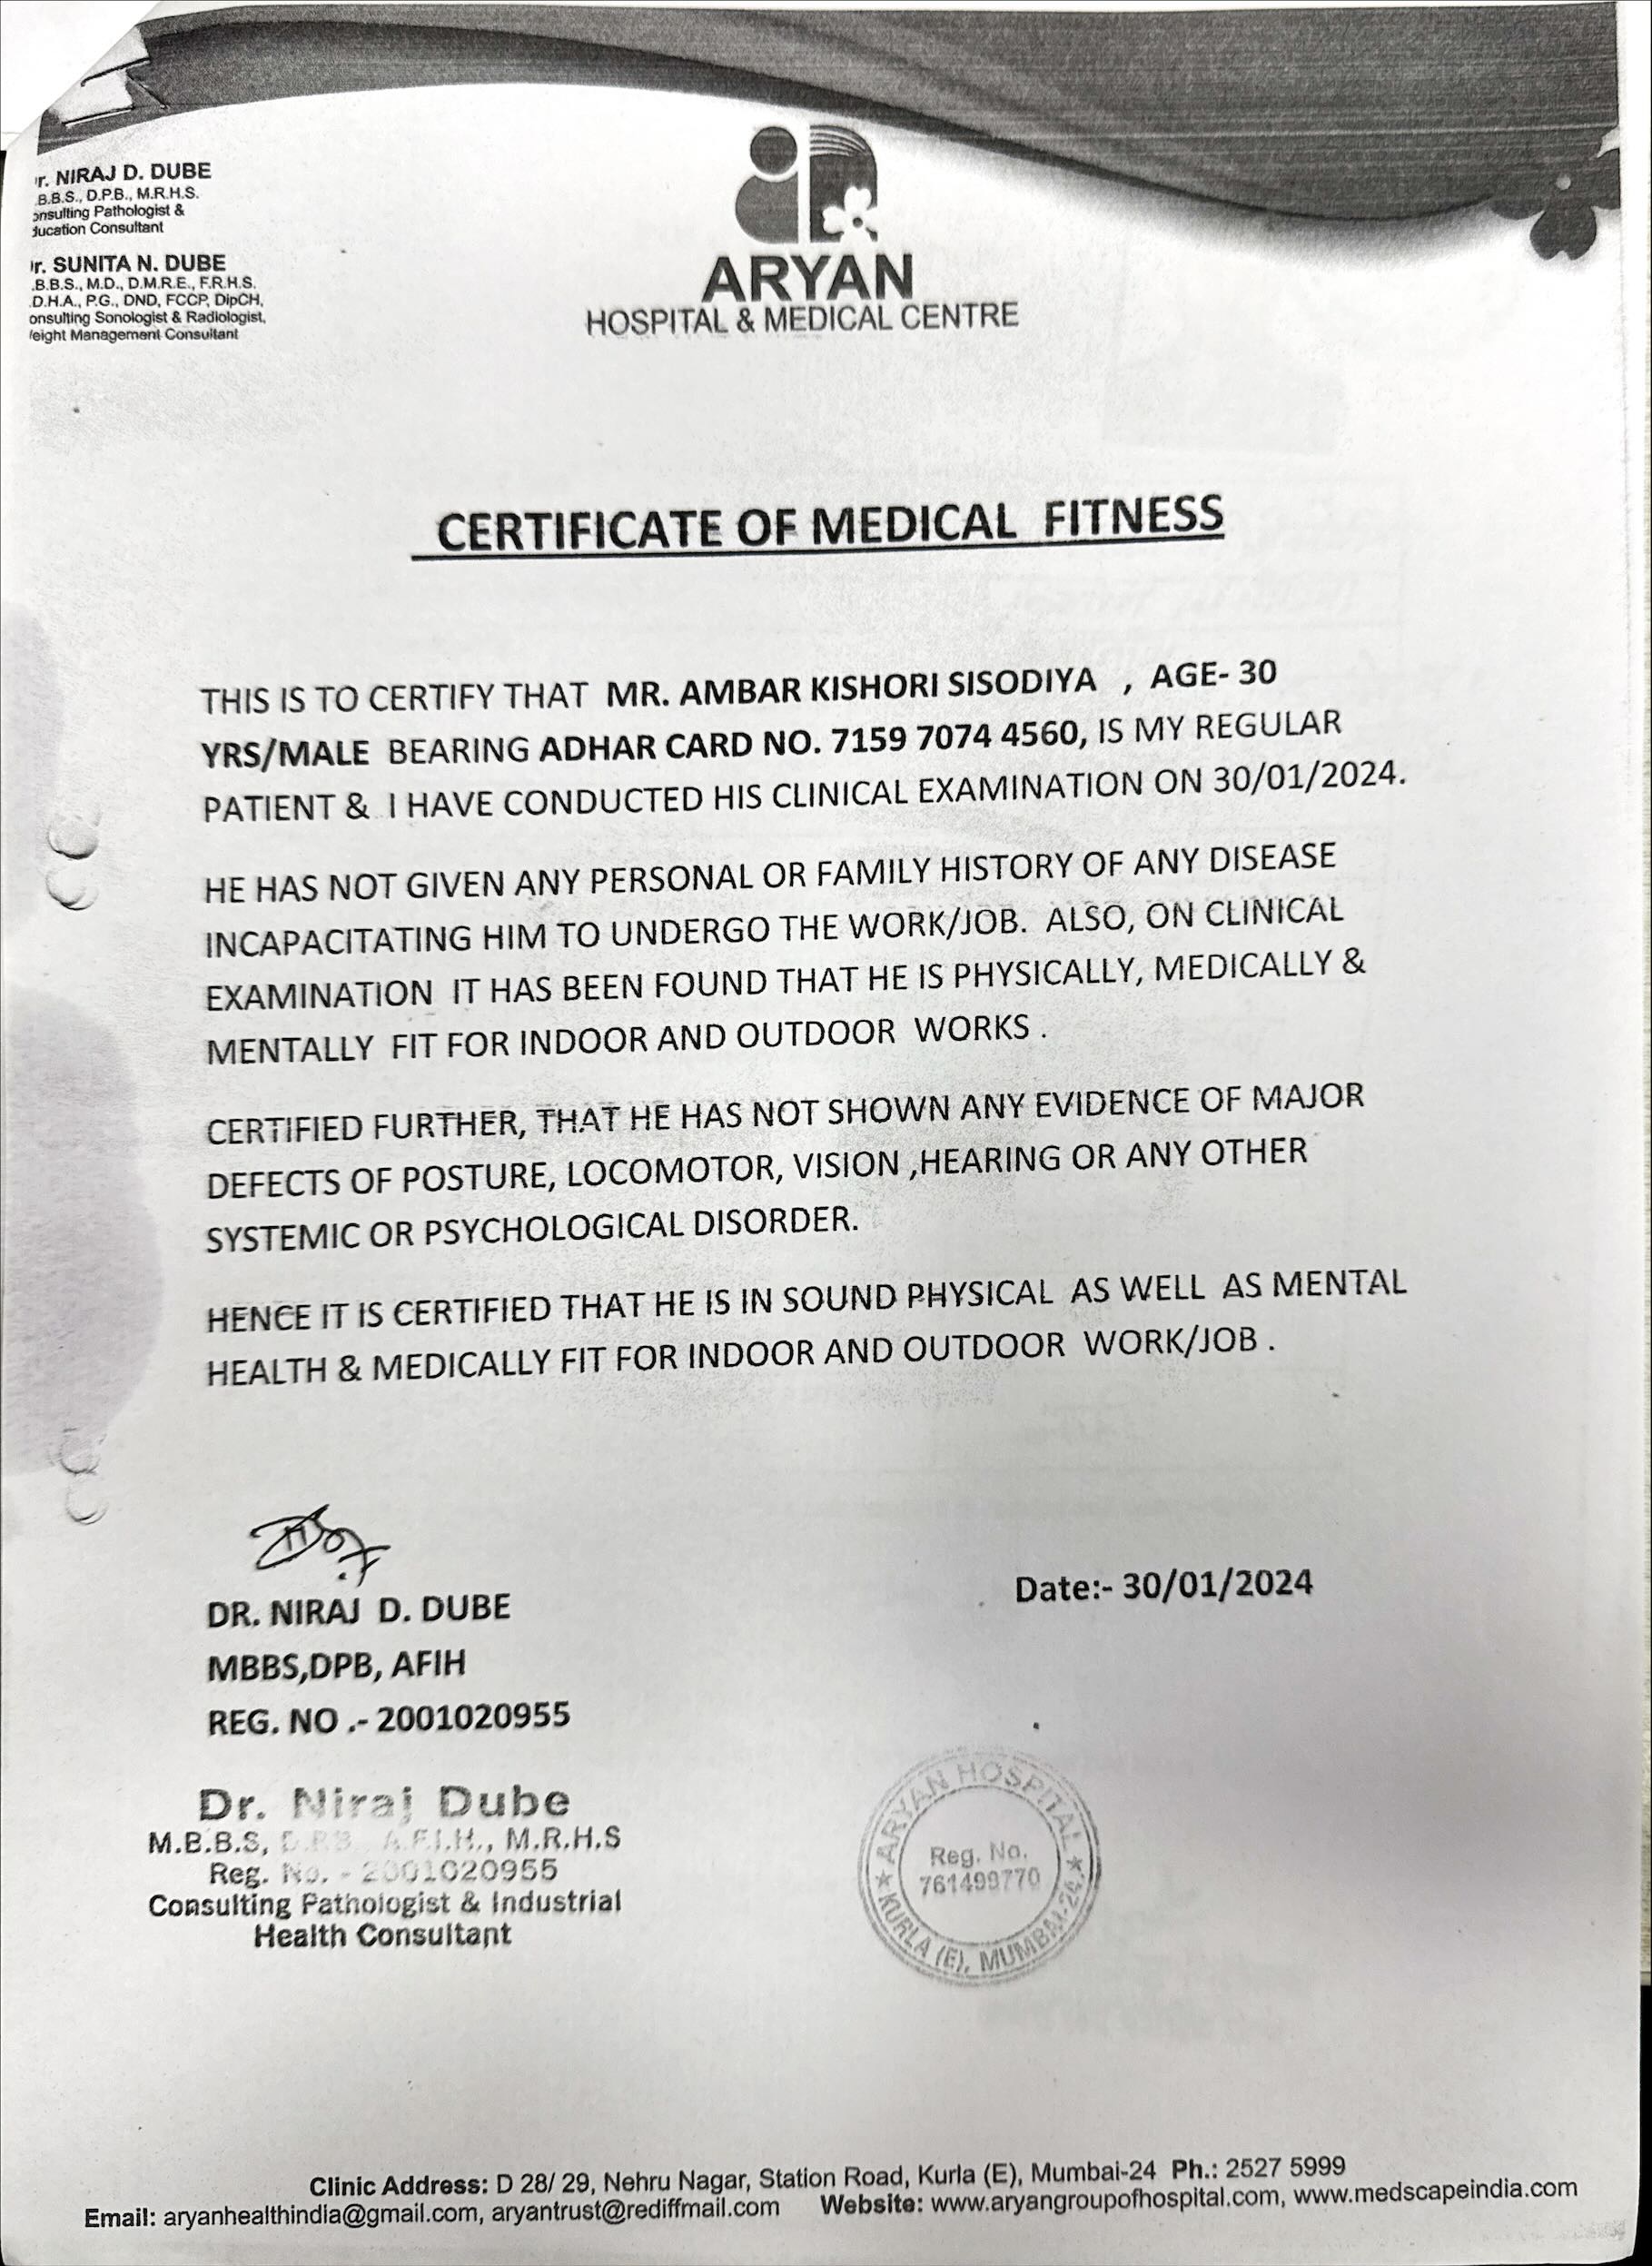 r. NIRAJ D. DUBE
.B.B.S., D.P.B., M.R.H.S.
onsulting Pathologist &
ducation Consultant
r. SUNITA N. DUBE
.B.B.S., M.D., D.M.R.E., F.R.H.S.
.D.H.A., P.G., DND, FCCP, DipCH,
onsulting Sonologist & Radiologist,
eight Management Consultant
ARYAN
HOSPITAL & MEDICAL CENTRE
CERTIFICATE OF MEDICAL FITNESS
THIS IS TO CERTIFY THAT MR. AMBAR KISHORI SISODIYA , AGE- 30
YRS/MALE BEARING ADHAR CARD NO. 7159 7074 4560, IS MY REGULAR
PATIENT & I HAVE CONDUCTED HIS CLINICAL EXAMINATION ON 30/01/2024.
HE HAS NOT GIVEN ANY PERSONAL OR FAMILY HISTORY OF ANY DISEASE
INCAPACITATING HIM TO UNDERGO THE WORK/JOB. ALSO, ON CLINICAL
EXAMINATION IT HAS BEEN FOUND THAT HE IS PHYSICALLY, MEDICALLY &
MENTALLY FIT FOR INDOOR AND OUTDOOR WORKS .
CERTIFIED FURTHER, THAT HE HAS NOT SHOWN ANY EVIDENCE OF MAJOR
DEFECTS OF POSTURE, LOCOMOTOR, VISION ,HEARING OR ANY OTHER
SYSTEMIC OR PSYCHOLOGICAL DISORDER.
HENCE IT IS CERTIFIED THAT HE IS IN SOUND PHYSICAL AS WELL AS MENTAL
HEALTH & MEDICALLY FIT FOR INDOOR AND OUTDOOR WORK/JOB .
DR. NIRAJ D. DUBE
MBBS,DPB, AFIH
REG. NO .- 2001020955
Date:- 30/01/2024
Dr. Niraj Dube
M.B.B.S, D.P.B., A.F.I.H., M.R.H.S
Reg. No. - 2001020955
Consulting Pathologist & Industrial
Health Consultant
ARYAN HOSPITAL
Reg. No.
761499770
KURLA (E), MUMBAI-24
Clinic Address: D 28/ 29, Nehru Nagar, Station Road, Kurla (E), Mumbai-24 Ph.: 2527 5999
Email: aryanhealthindia@gmail.com, aryantrust@rediffmail.com Website: www.aryangroupofhospital.com, www.medscapeindia.com